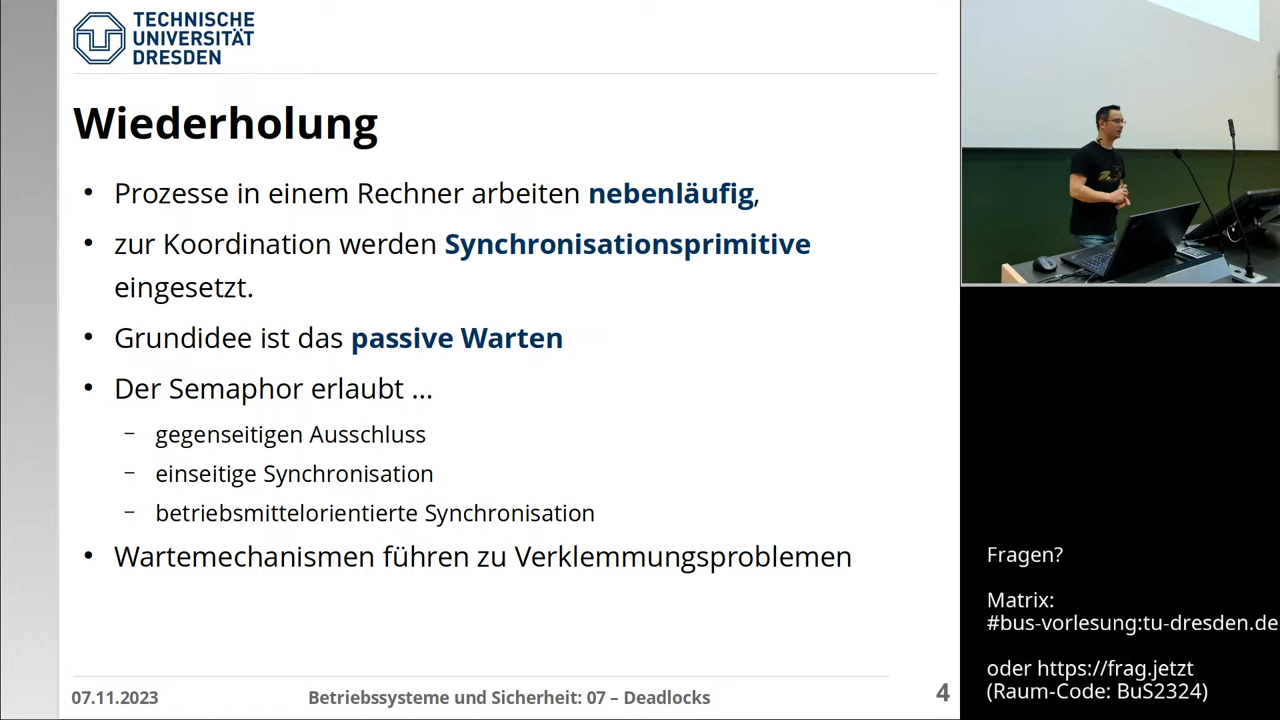 TECHNISCHE
UNIVERSITÄT
DRESDEN
Wiederholung
• Prozesse in einem Rechner arbeiten nebenläufig,
• zur Koordination werden Synchronisationsprimitive
eingesetzt.
• Grundidee ist das passive Warten
• Der Semaphor erlaubt ...
– gegenseitigen Ausschluss
– einseitige Synchronisation
– betriebsmittelorientierte Synchronisation
• Wartemechanismen führen zu Verklemmungsproblemen
07.11.2023
Betriebssysteme und Sicherheit: 07 – Deadlocks
4
Fragen?
Matrix:
#bus-vorlesung:tu-dresden.de
oder https://frag.jetzt
(Raum-Code: BuS2324)